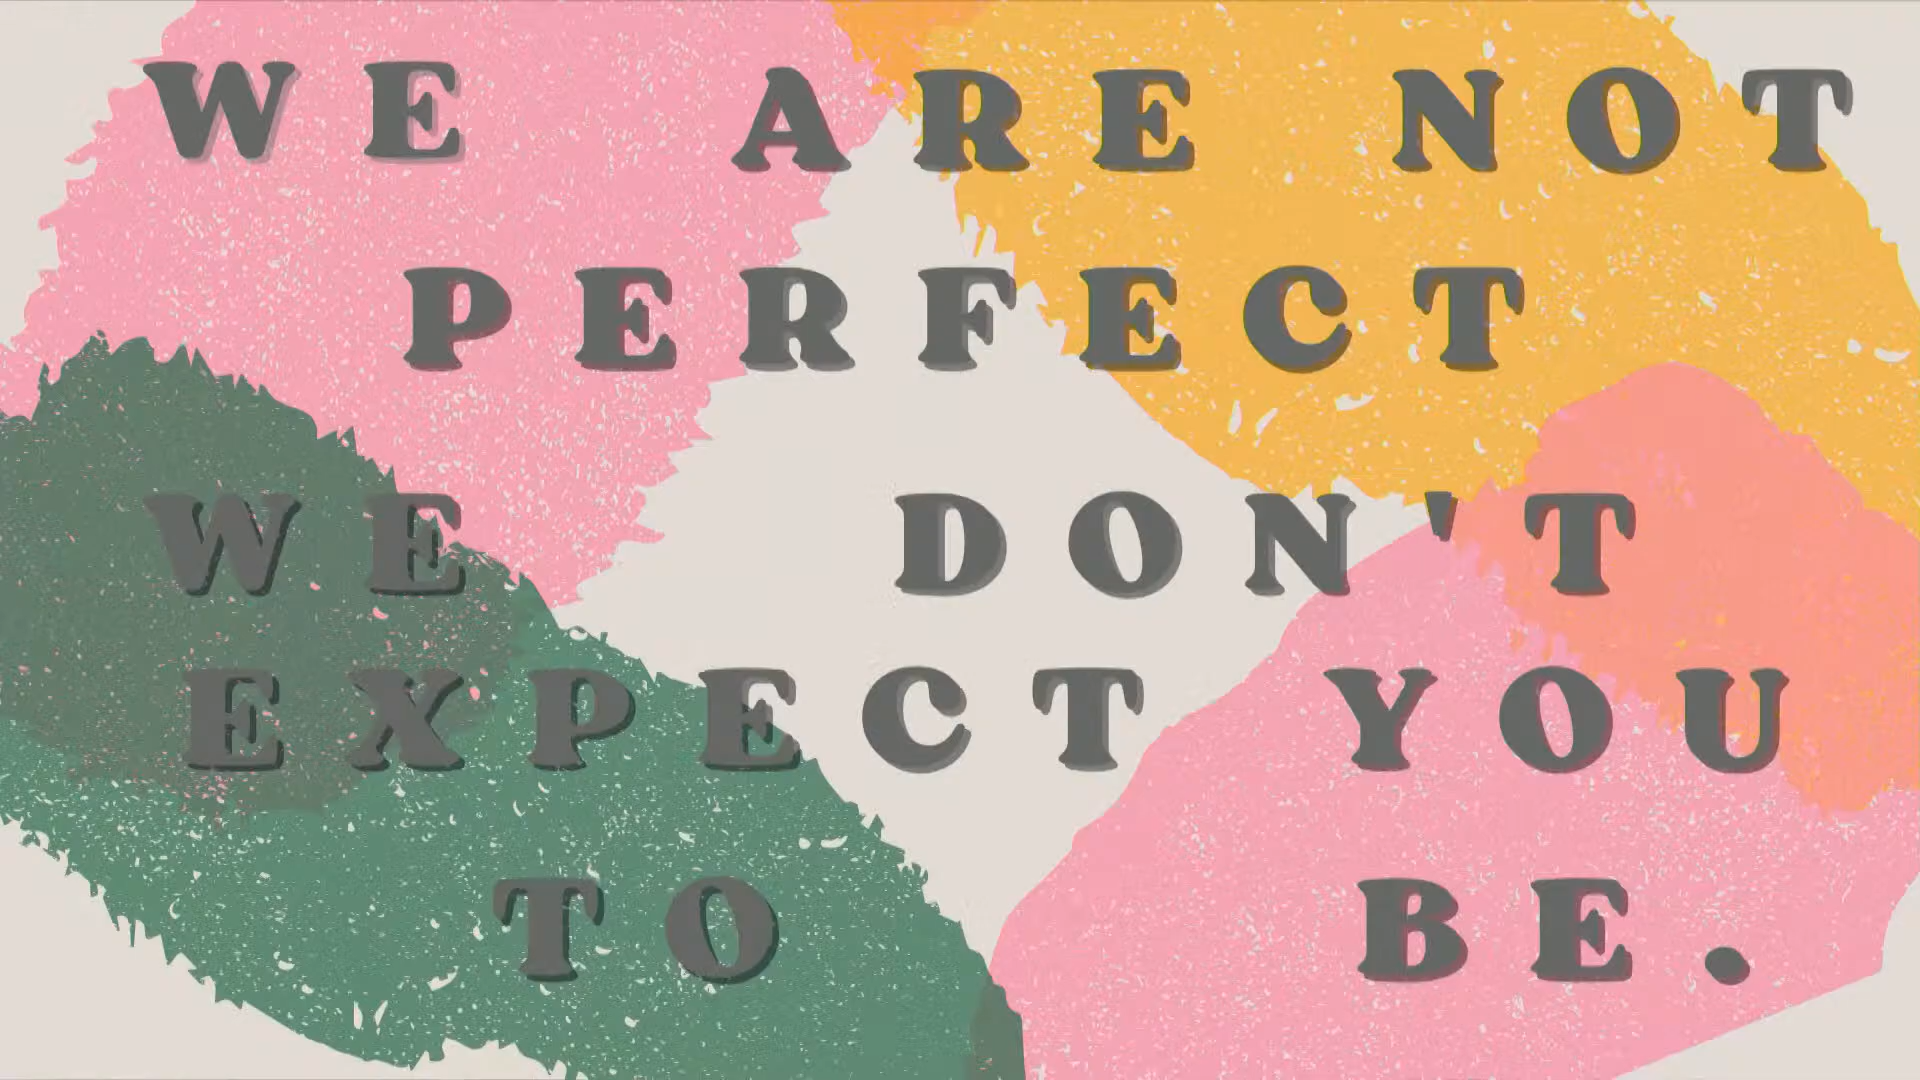 WE ARE NOT
PERFECT
WE DON'T
EXPECT YOU
TO BE.